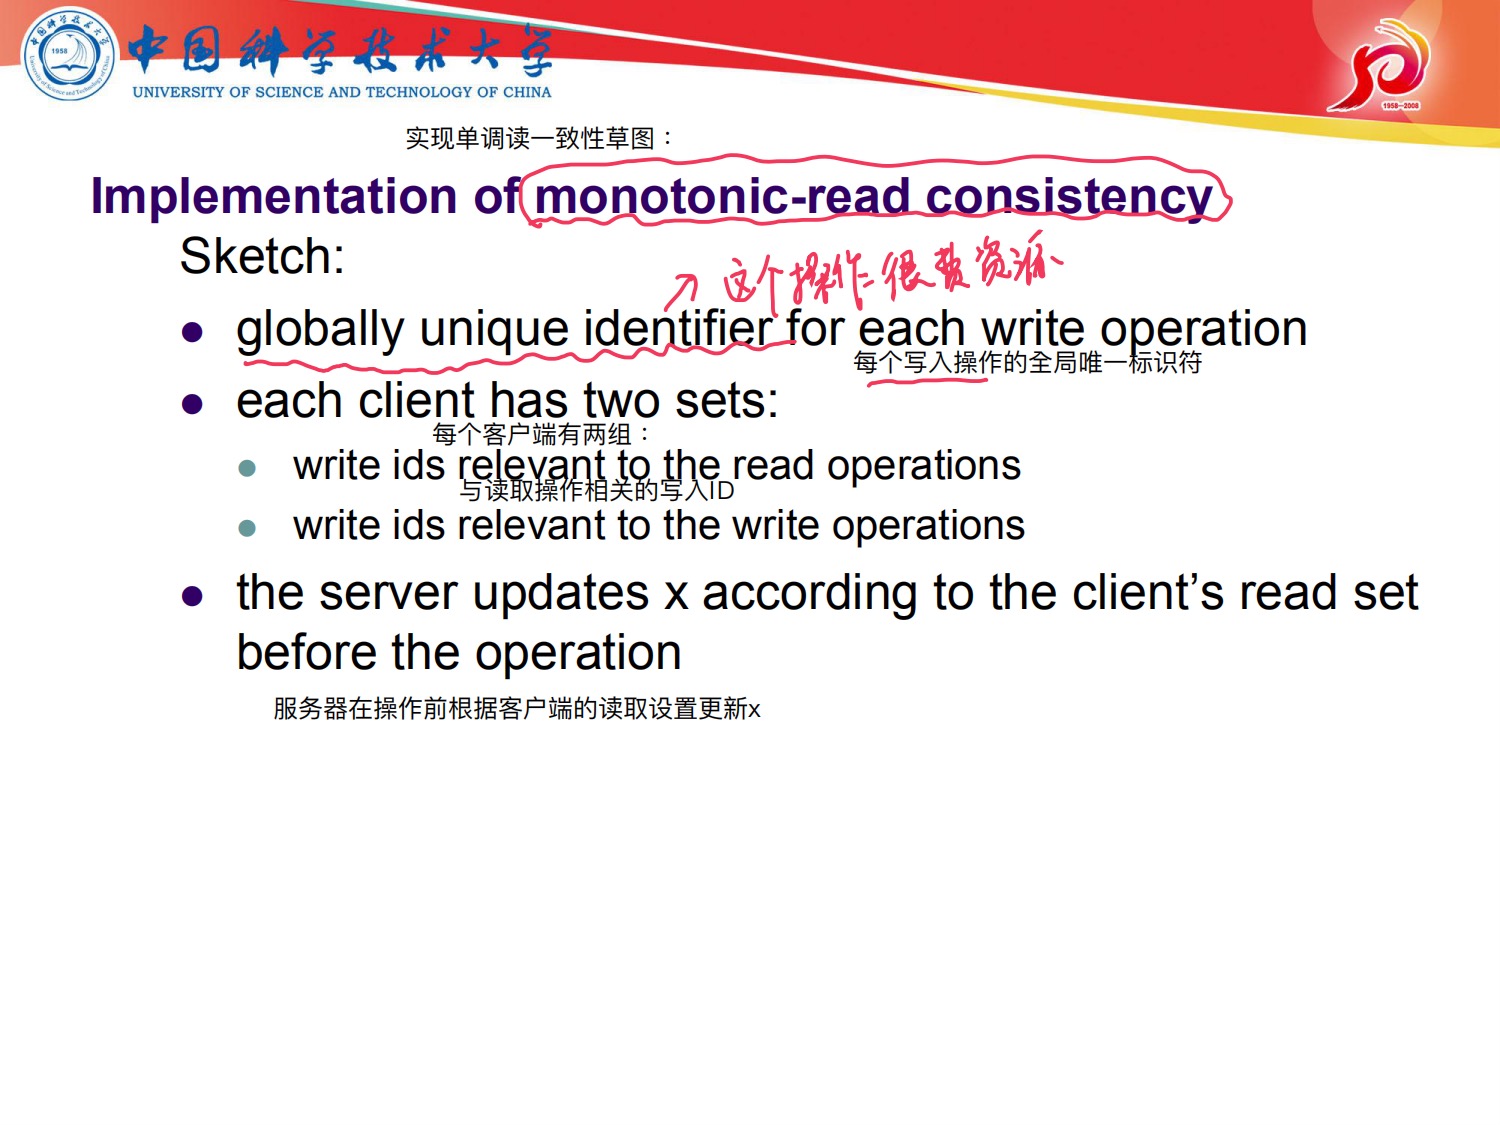 中国科学技术大学
1958
UNIVERSITY OF SCIENCE AND TECHNOLOGY OF CHINA
1958—2008
实现单调读一致性草图：
Implementation of monotonic-read consistency
Sketch:
这个操作很费资源
globally unique identifier for each write operation
每个写入操作的全局唯一标识符
each client has two sets:
每个客户端有两组：
write ids relevant to the read operations
与读取操作相关的写入ID
write ids relevant to the write operations
the server updates x according to the client’s read set
before the operation
服务器在操作前根据客户端的读取设置更新x